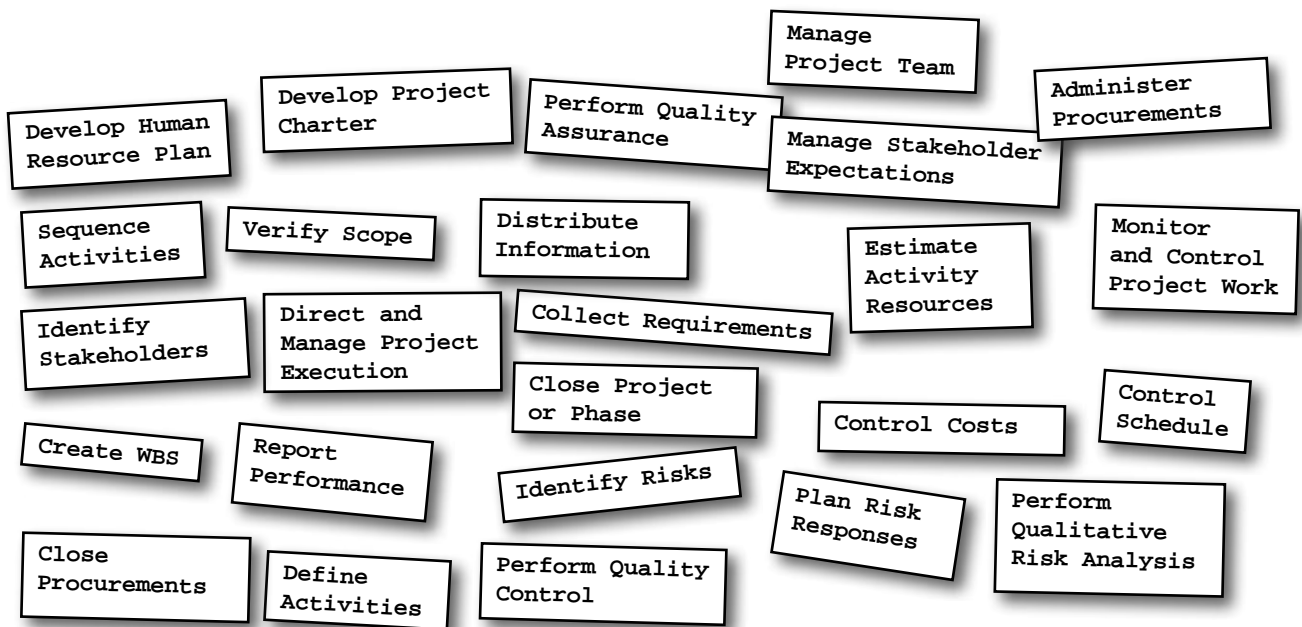 Manage
Project Team
Develop Project
Charter
Administer
Procurements
Perform Quality
Assurance
Develop Human
Resource Plan
Manage Stakeholder
Expectations
Sequence
Activities
Verify Scope
Distribute
Information
Estimate
Activity
Resources
Monitor
and Control
Project Work
Identify
Stakeholders
Direct and
Manage Project
Execution
Collect Requirements
Close Project
or Phase
Control Costs
Control
Schedule
Create WBS
Report
Performance
Identify Risks
Plan Risk
Responses
Perform
Qualitative
Risk Analysis
Close
Procurements
Define
Activities
Perform Quality
Control